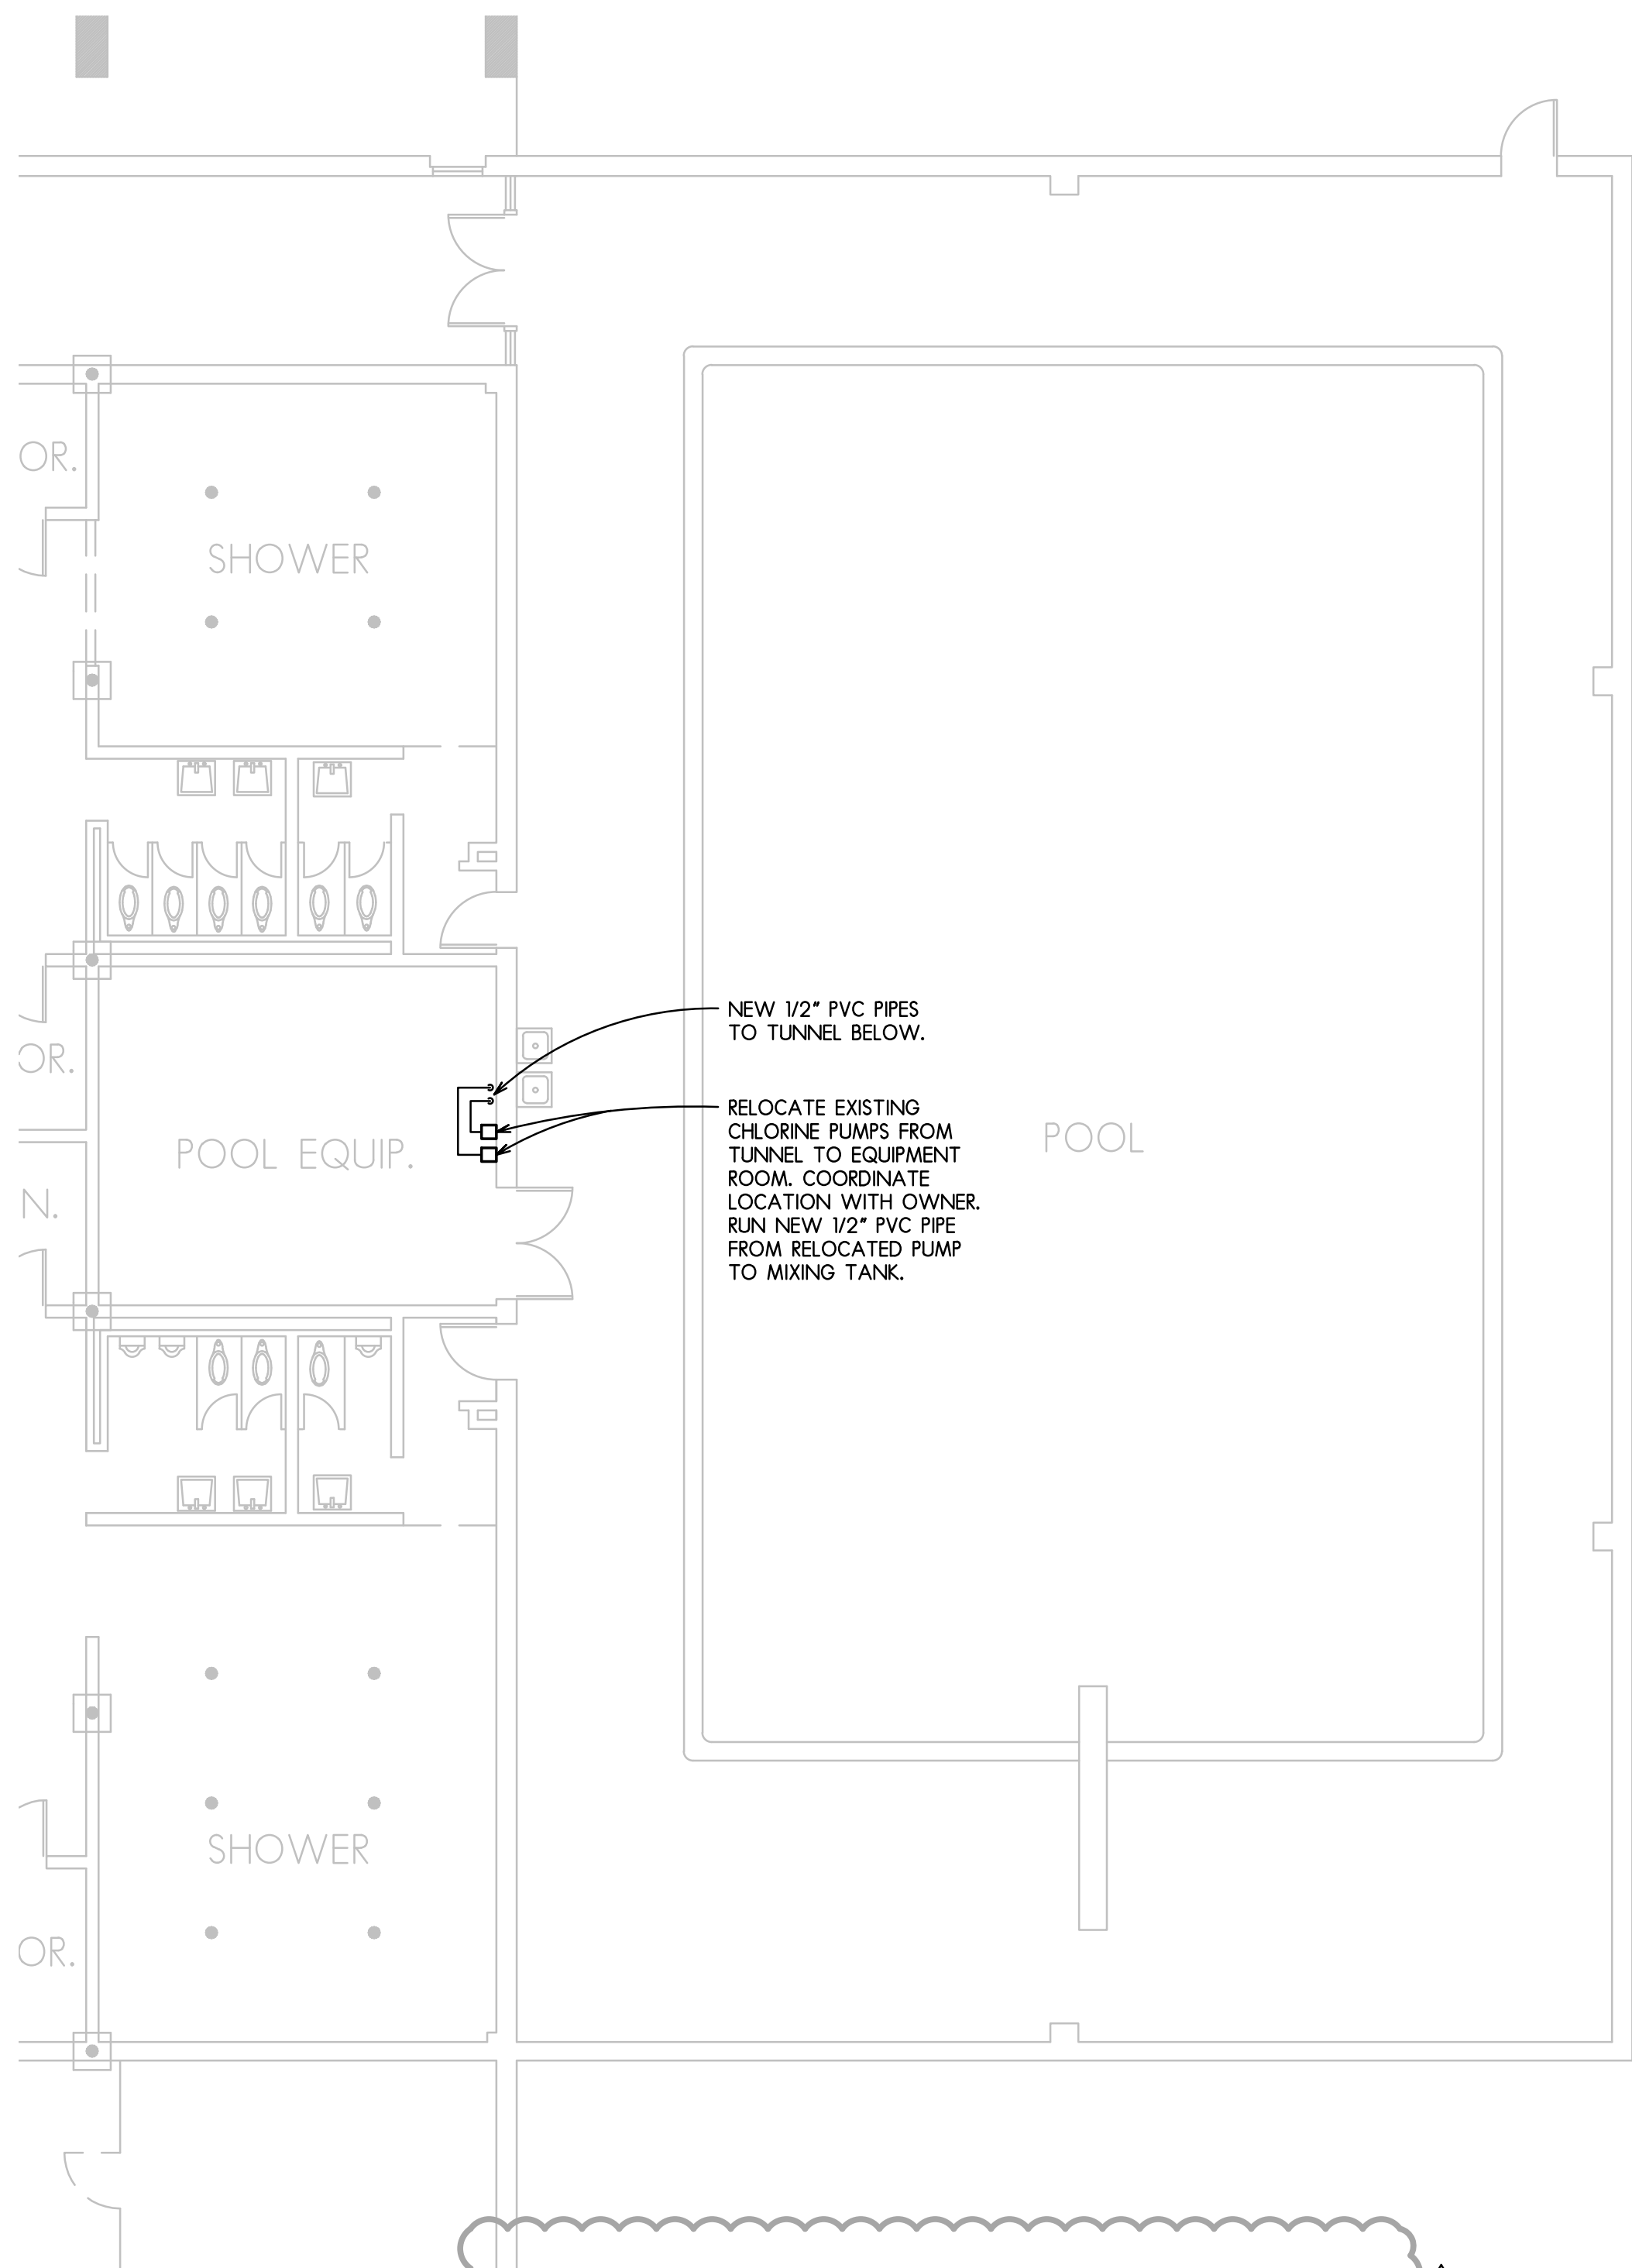 OR.
SHOWER
NEW 1/2" PVC PIPES
TO TUNNEL BELOW.
OR.
POOL EQUIP.
RELOCATE EXISTING
CHLORINE PUMPS FROM
TUNNEL TO EQUIPMENT
ROOM. COORDINATE
LOCATION WITH OWNER.
RUN NEW 1/2" PVC PIPE
FROM RELOCATED PUMP
TO MIXING TANK.
POOL
N.
SHOWER
OR.